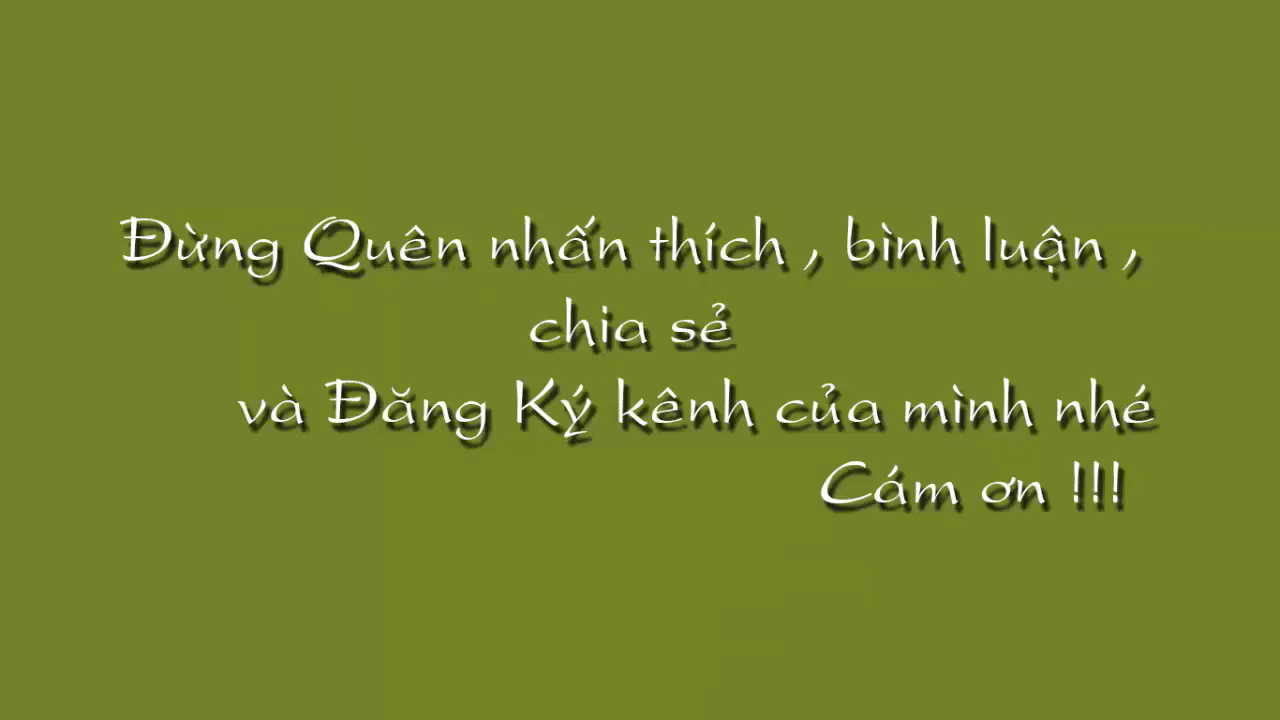 Đừng Quên nhấn thích , bình luận ,
chia sẻ
và Đăng Ký kênh của mình nhé
Cám ơn !!!